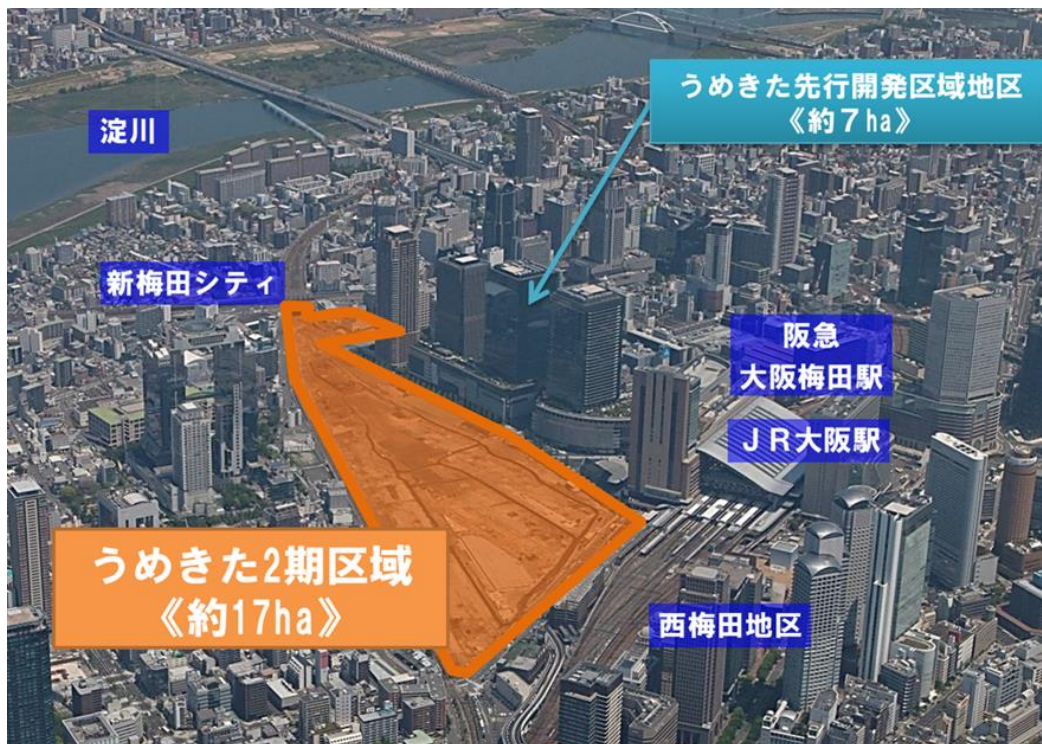 うめきた先行開発区域地区
《約7ha》
淀川
新梅田シティ
阪急
大阪梅田駅
JR大阪駅
うめきた2期区域
《約17ha》
西梅田地区